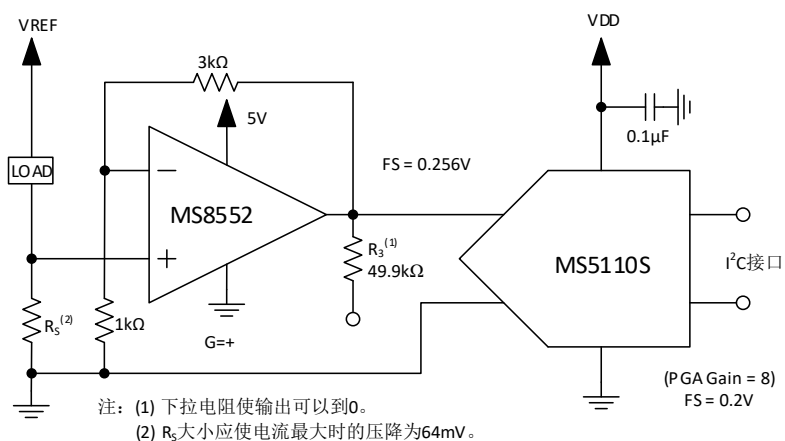 VREF
VDD
3kΩ
5V
0.1μF
LOAD
FS = 0.256V
MS8552
R3(1)
49.9kΩ
MS5110S
I2C接口
RS(2)
1kΩ
G=+
(PGA Gain = 8)
FS = 0.2V
注：(1) 下拉电阻使输出可以到0。
(2) RS大小应使电流最大时的压降为64mV。